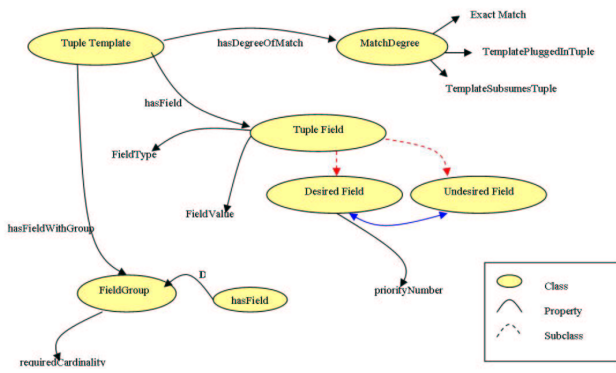 Exact Match
Tuple Template
hasDegreeOfMatch
MatchDegree
TemplatePluggedInTuple
TemplateSubsumesTuple
hasField
Tuple Field
FieldType
Desired Field
Undesired Field
FieldValue
hasFieldWithGroup
ID
FieldGroup
hasField
priorityNumber
Class
Property
Subclass
requiredCardinality